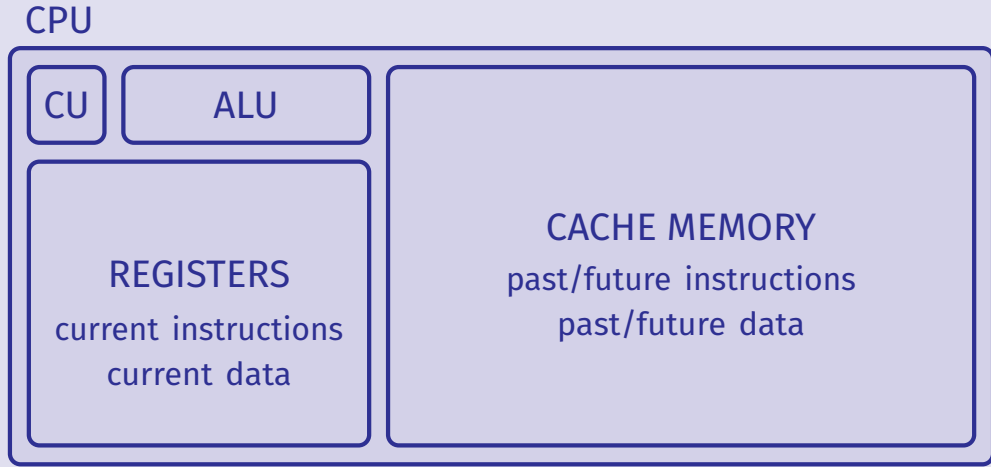 CPU
CU
ALU
REGISTERS
current instructions
current data
CACHE MEMORY
past/future instructions
past/future data